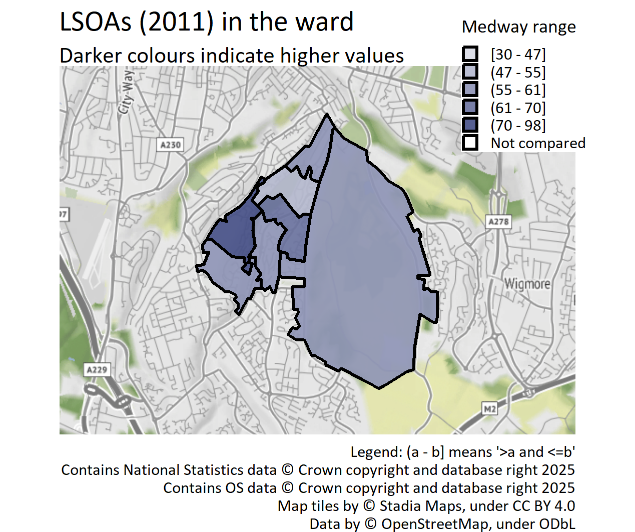 LSOAs (2011) in the ward
Darker colours indicate higher values
Medway range
[30 - 47]
(47 - 55]
(55 - 61]
(61 - 70]
(70 - 98]
Not compared
City Way
A230
A278
Wigmore
A229
M2
Legend: (a - b] means '>a and <=b'
Contains National Statistics data © Crown copyright and database right 2025
Contains OS data © Crown copyright and database right 2025
Map tiles by © Stadia Maps, under CC BY 4.0
Data by © OpenStreetMap, under ODbL